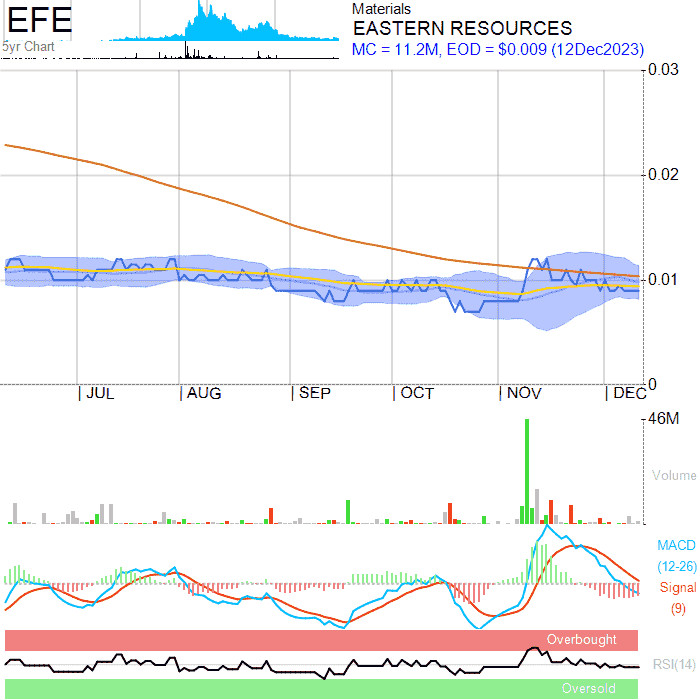 EFE
5yr Chart
Materials
EASTERN RESOURCES
MC = 11.2M, EOD = $0.009 (12Dec2023)
0.03
0.02
0.01
0
| JUL | AUG | SEP | OCT | NOV | DEC
46M
Volume
MACD
(12-26)
Signal
(9)
Overbought
RSI(14)
Oversold